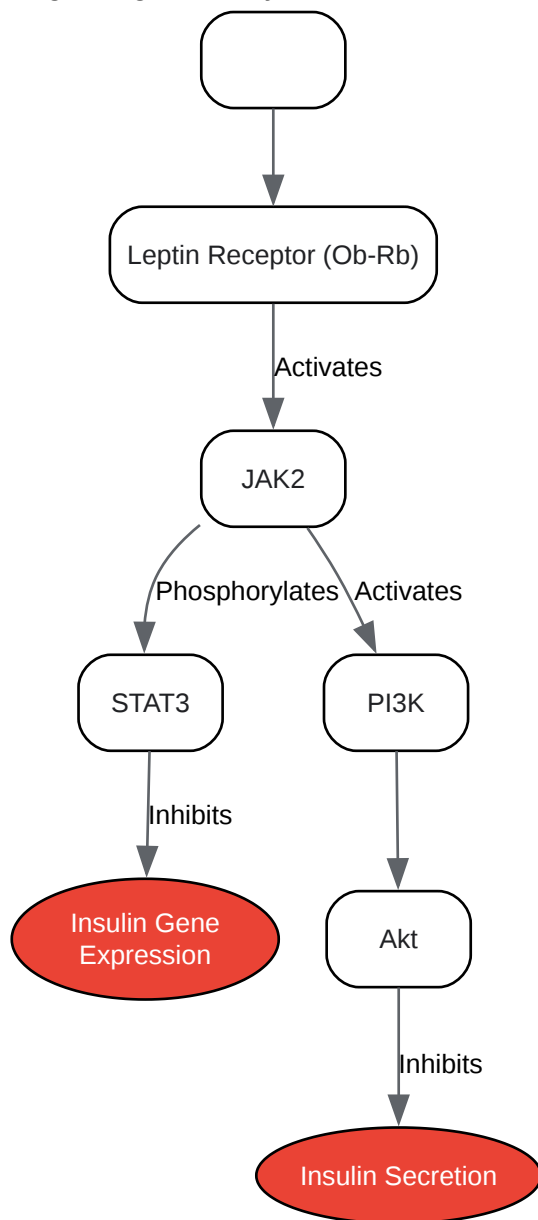 Leptin Receptor (Ob-Rb)
Activates
JAK2
Phosphorylates
Activates
STAT3
PI3K
Inhibits
Insulin Gene
Expression
Akt
Inhibits
Insulin Secretion